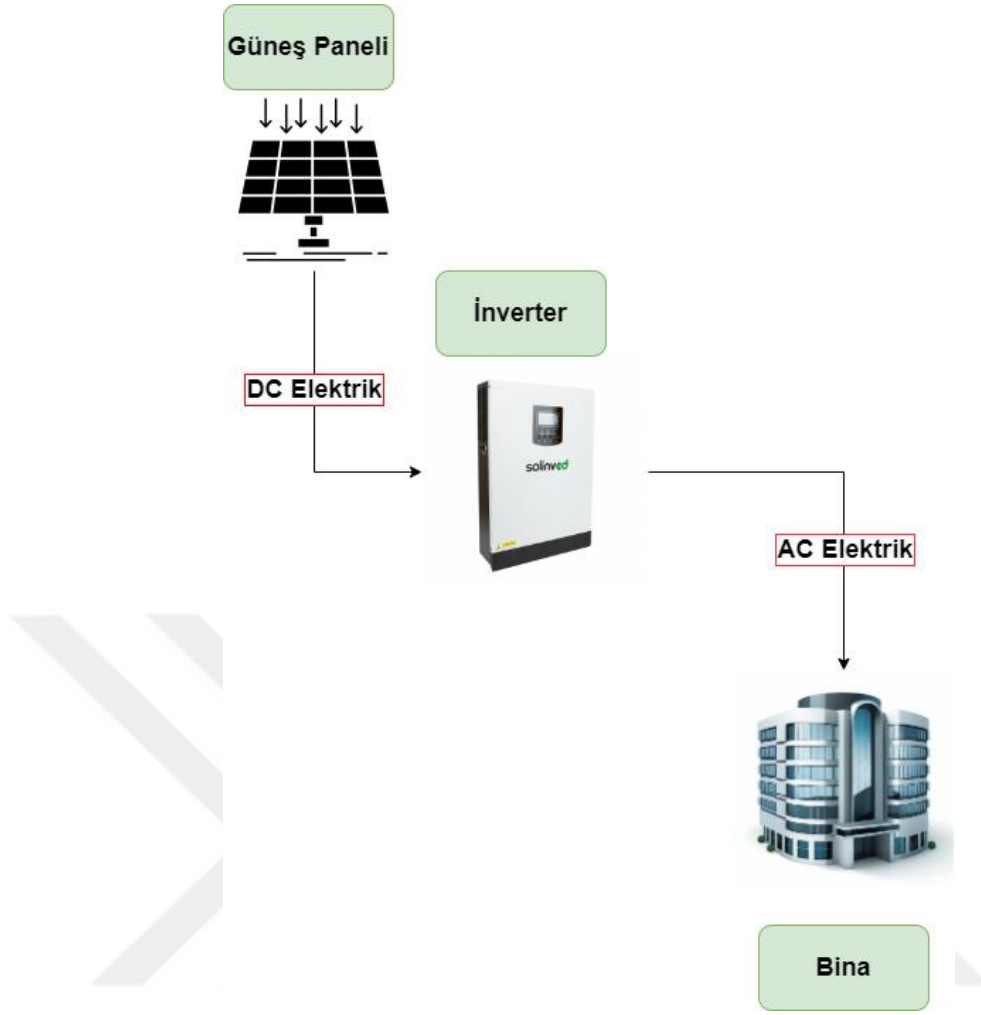 Güneş Paneli
İnverter
DC Elektrik
solinved
AC Elektrik
Bina